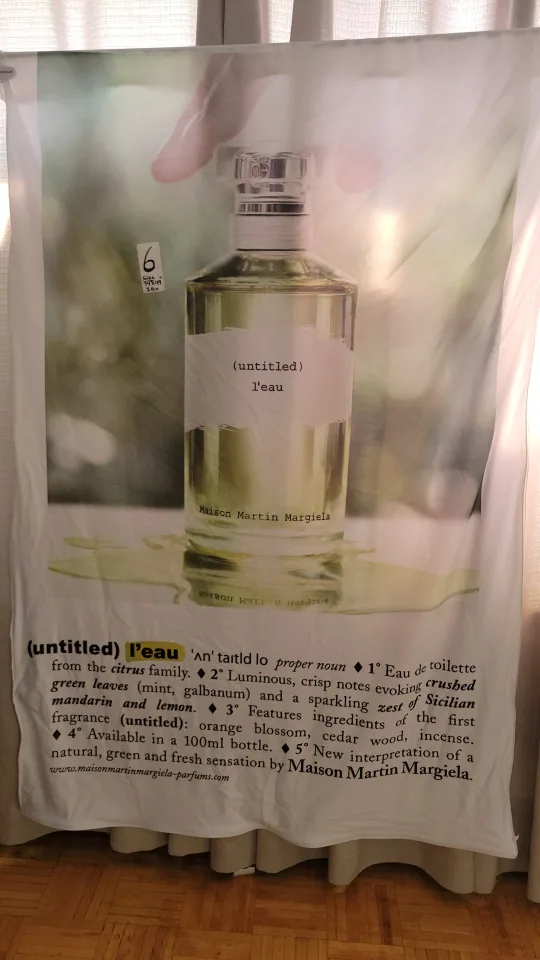 6
(untitled)
l'eau
Maison Martin Margiela
(untitled) l'eau 'ʌn' taɪtld lo proper noun ♦ 1° Eau de toilette
from the citrus family. ♦ 2° Luminous, crisp notes evoking crushed
green leaves (mint, galbanum) and a sparkling zest of Sicilian
mandarin and lemon. ♦ 3° Features ingredients of the first
fragrance (untitled): orange blossom, cedar wood, incense.
♦ 4° Available in a 100ml bottle. ♦ 5° New interpretation of a
natural, green and fresh sensation by Maison Martin Margiela.
www.maisonmartinmargiela-parfums.com